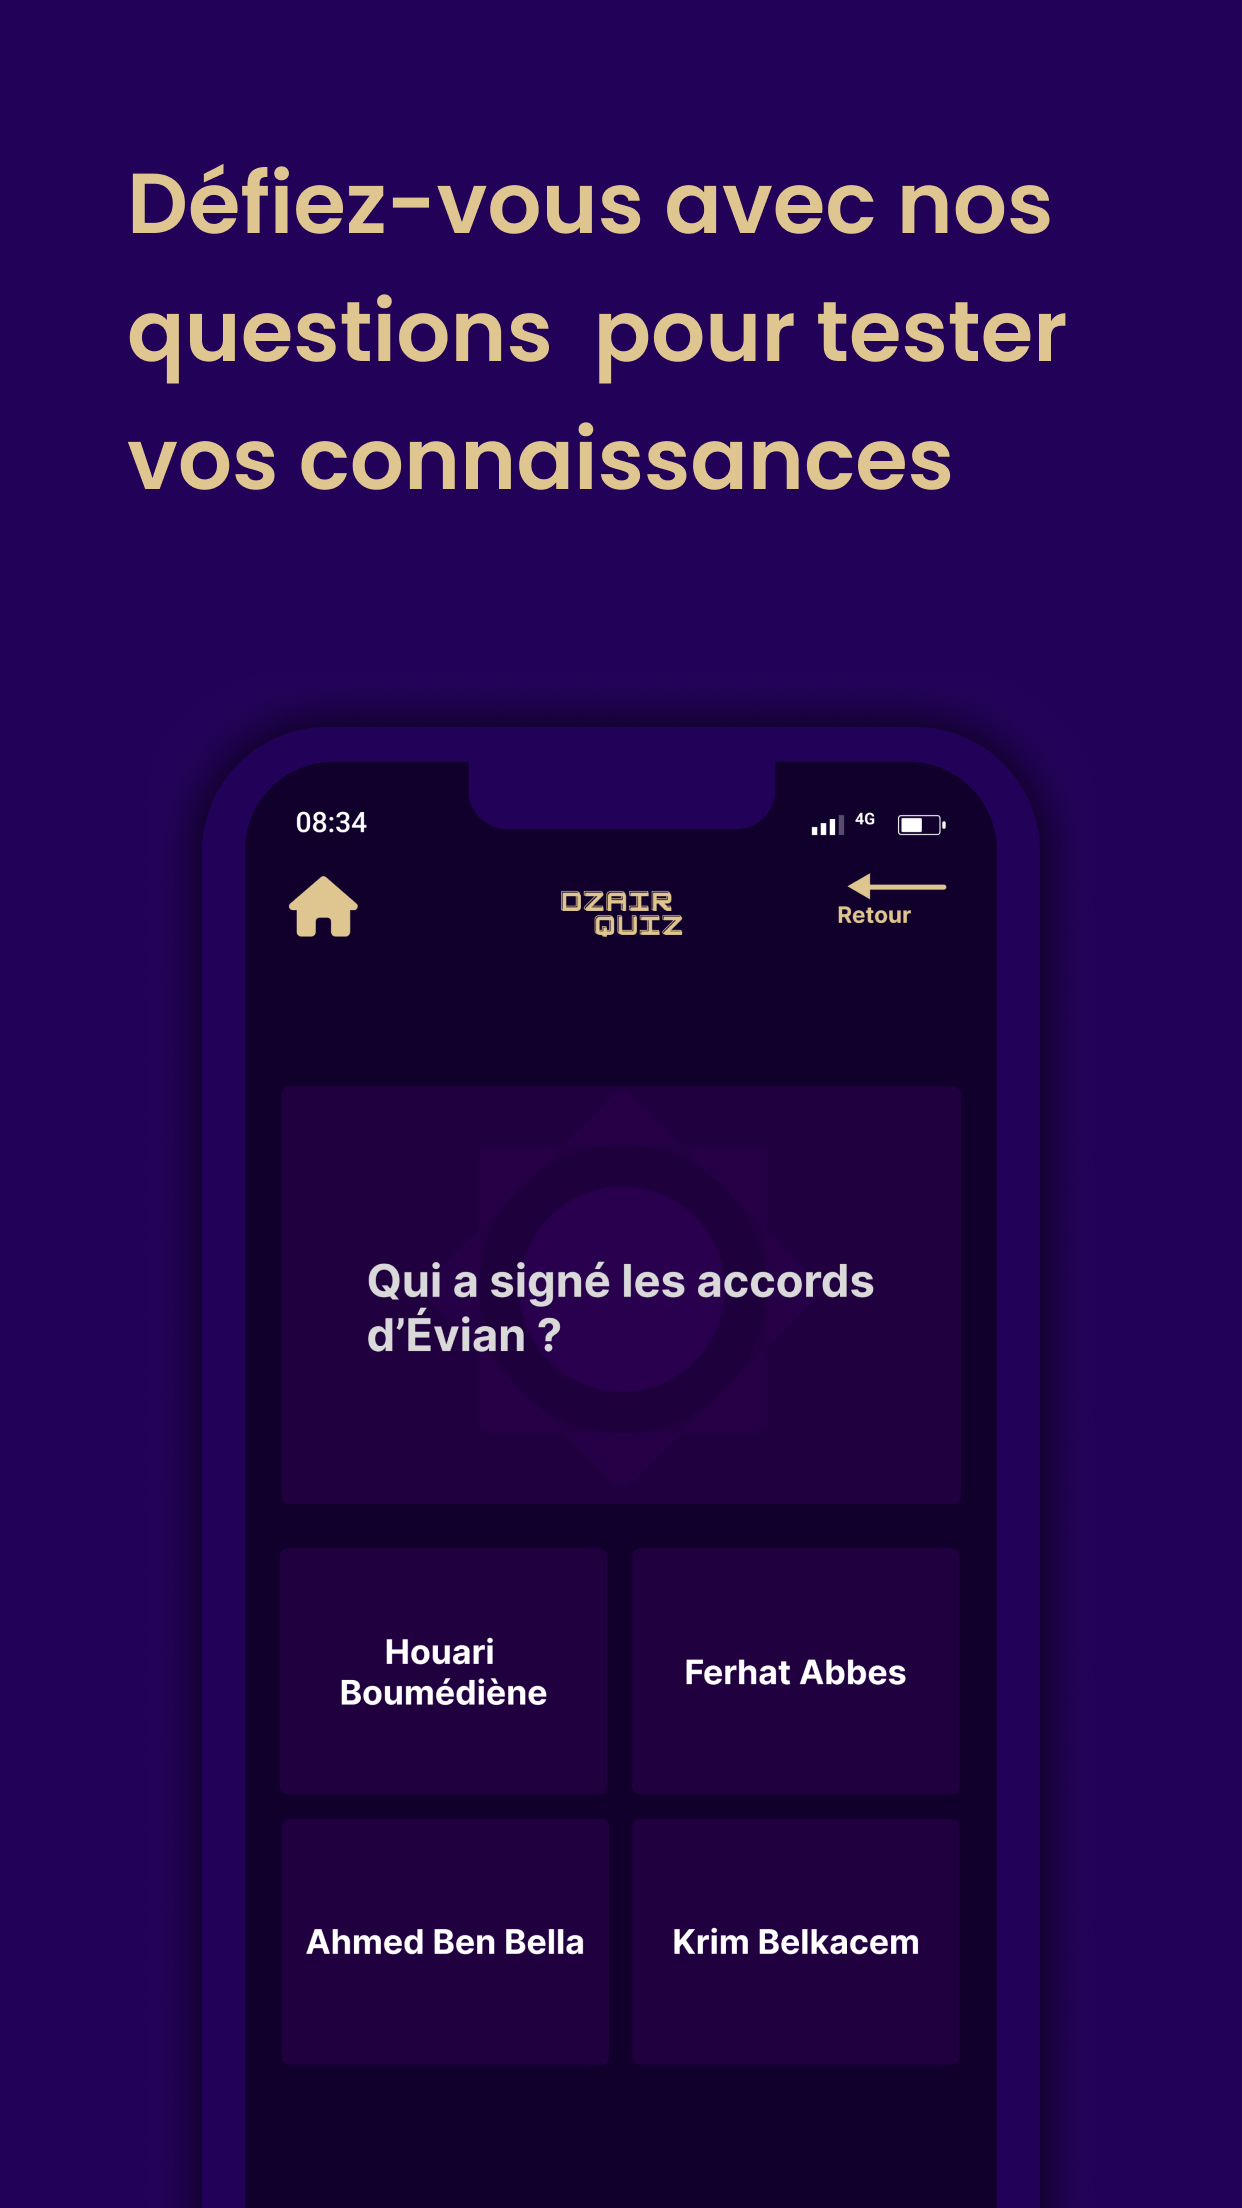 Défiez-vous avec nos
questions pour tester
vos connaissances
08:34
4G
DZAIR
QUIZ
Retour
Qui a signé les accords
d’Évian ?
Houari
Boumédiène
Ferhat Abbes
Ahmed Ben Bella
Krim Belkacem